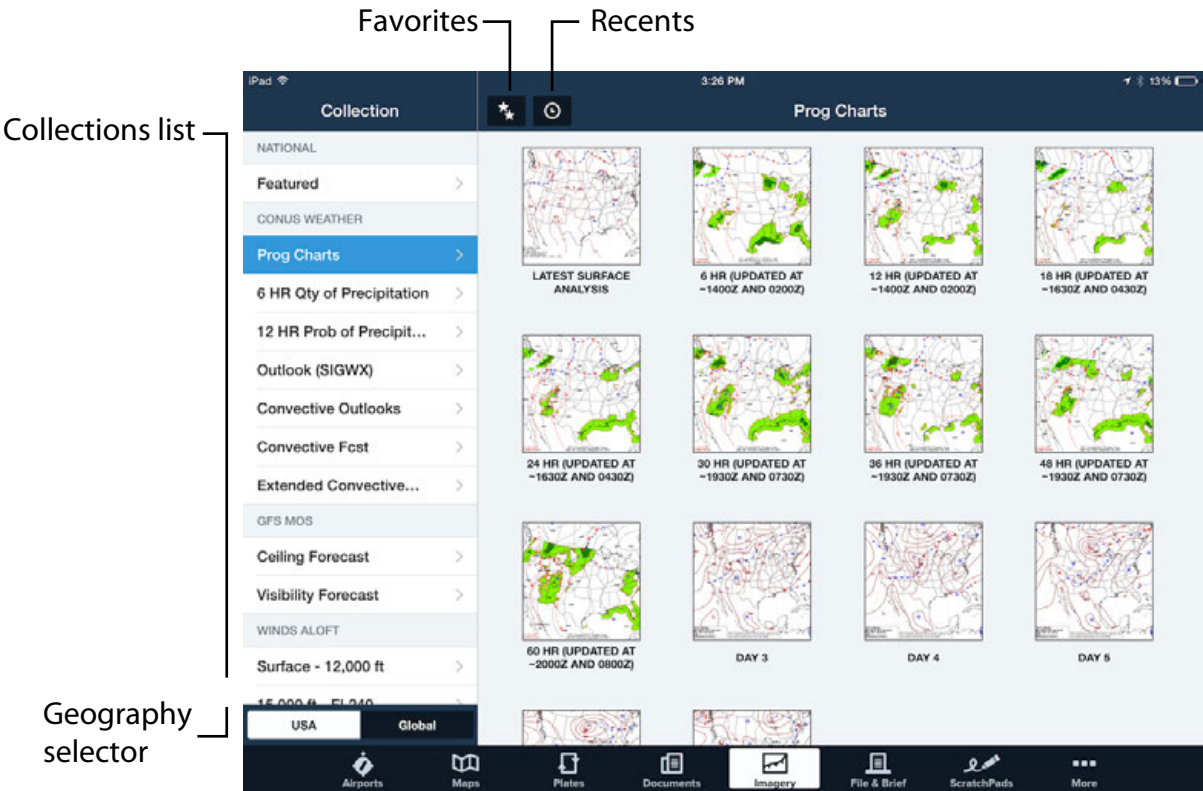 Favorites
Recents
Collections list
Geography
selector
iPad
3:26 PM
13%
Collection
Prog Charts
NATIONAL
Featured
CONUS WEATHER
Prog Charts
6 HR Qty of Precipitation
12 HR Prob of Precipit...
Outlook (SIGWX)
Convective Outlooks
Convective Fcst
Extended Convective...
GFS MOS
Ceiling Forecast
Visibility Forecast
WINDS ALOFT
Surface - 12,000 ft
15,000 ft - FL240
USA
Global
LATEST SURFACE
ANALYSIS
6 HR (UPDATED AT
~1400Z AND 0200Z)
12 HR (UPDATED AT
~1400Z AND 0200Z)
18 HR (UPDATED AT
~1630Z AND 0430Z)
24 HR (UPDATED AT
~1630Z AND 0430Z)
30 HR (UPDATED AT
~1930Z AND 0730Z)
36 HR (UPDATED AT
~1930Z AND 0730Z)
48 HR (UPDATED AT
~1930Z AND 0730Z)
60 HR (UPDATED AT
~2000Z AND 0800Z)
DAY 3
DAY 4
DAY 5
Airports
Maps
Plates
Documents
Imagery
File & Brief
ScratchPads
More